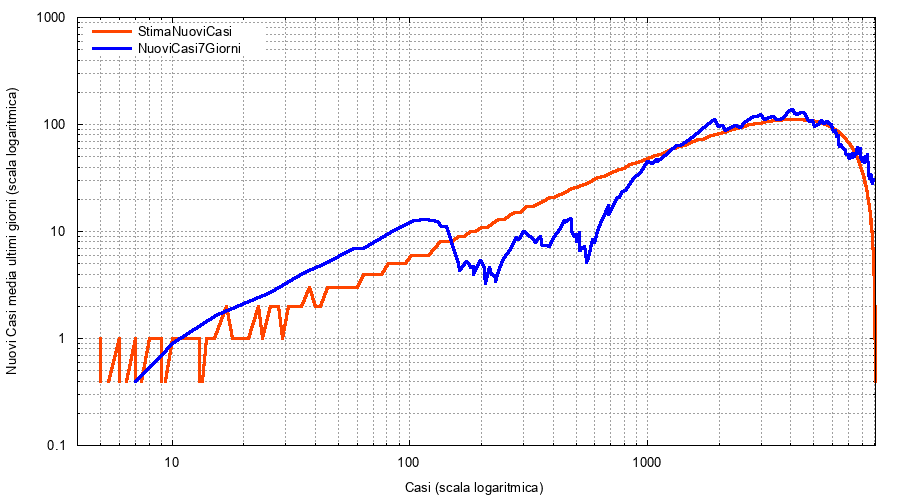 1000
StimaNuoviCasi
NuoviCasi7Giorni
100
10
1
0.1
Nuovi Casi media ultimi giorni (scala logaritmica)
10
100
1000
Casi (scala logaritmica)